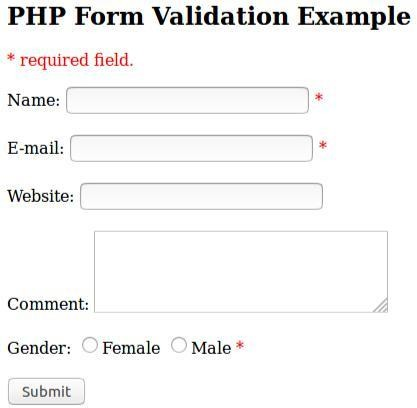 PHP Form Validation Example
* required field.
Name: *
E-mail: *
Website:
Comment:
Gender: Female Male *
Submit